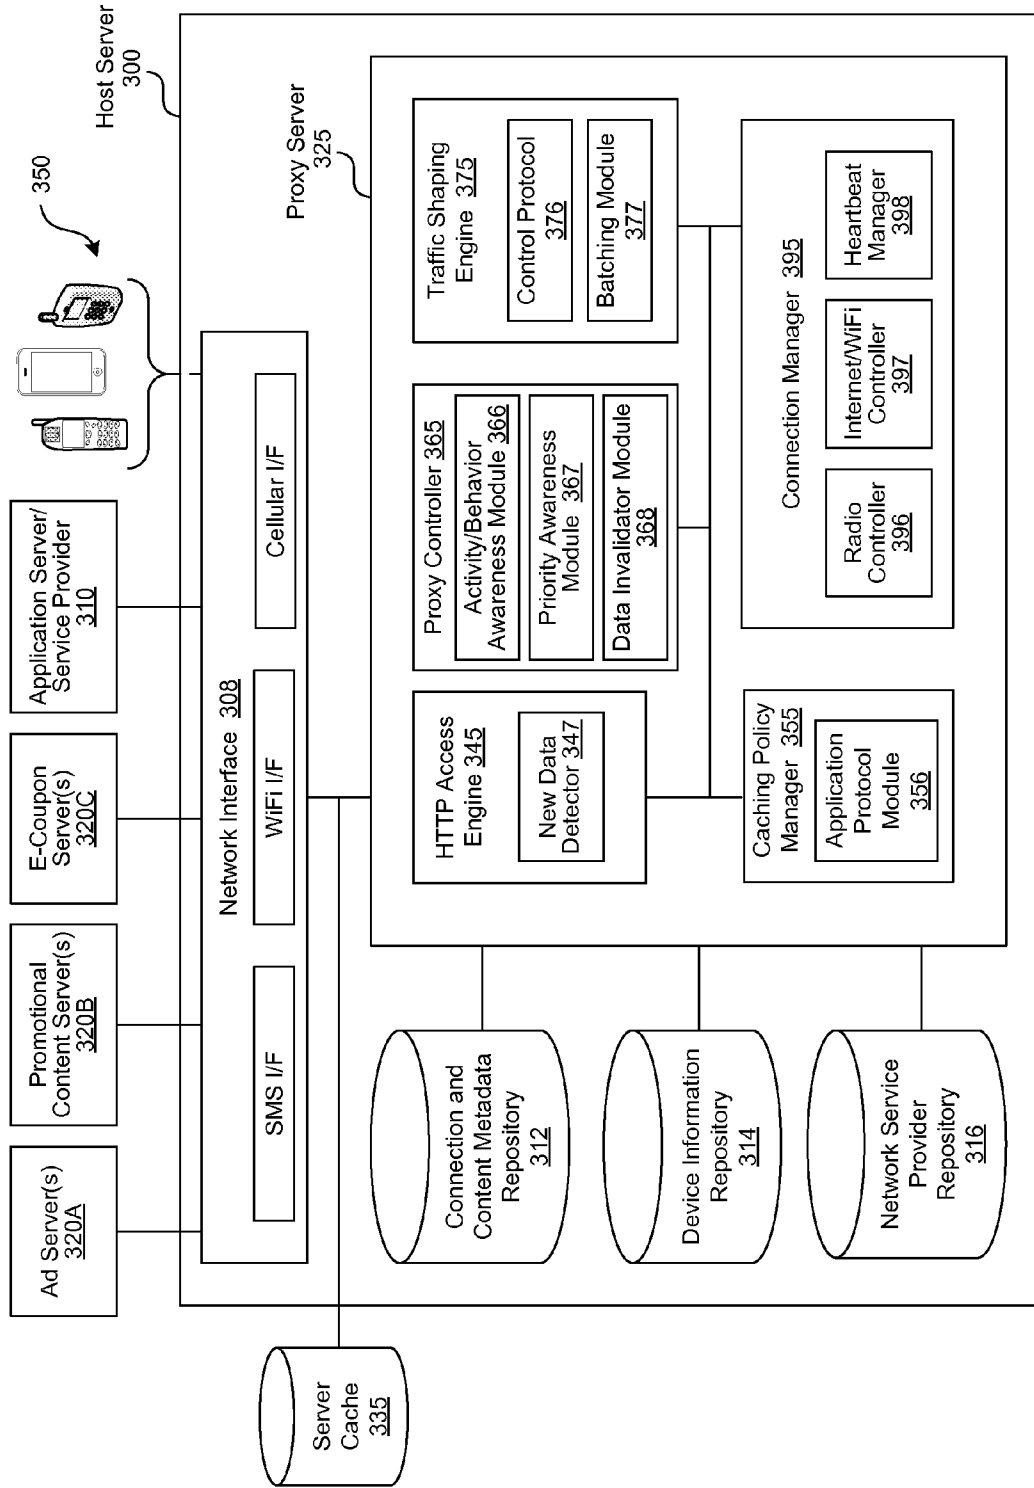 Ad Server(s)
320A
Promotional
Content Server(s)
320B
E-Coupon
Server(s)
320C
Application Server/
Service Provider
310
350
Host Server
300
Network Interface 308
SMS I/F
WiFi I/F
Cellular I/F
Server
Cache
335
Proxy Server
325
Connection and
Content Metadata
Repository
312
Device Information
Repository
314
Network Service
Provider
Repository
316
HTTP Access
Engine 345
New Data
Detector 347
Proxy Controller 365
Activity/Behavior
Awareness Module 366
Priority Awareness
Module 367
Data Invalidator Module
368
Traffic Shaping
Engine 375
Control Protocol
376
Batching Module
377
Caching Policy
Manager 355
Application
Protocol
Module
356
Connection Manager 395
Radio
Controller
396
Internet/WiFi
Controller
397
Heartbeat
Manager
398